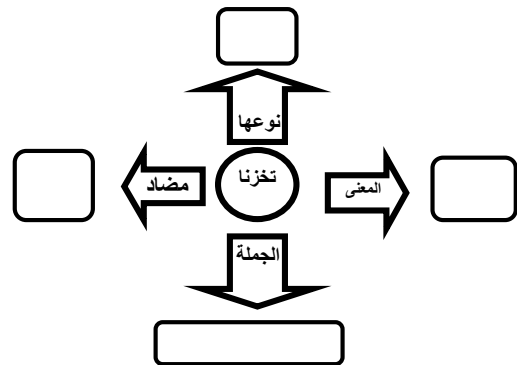 نوعها
المعنى
تخزنا
مضاد
الجملة